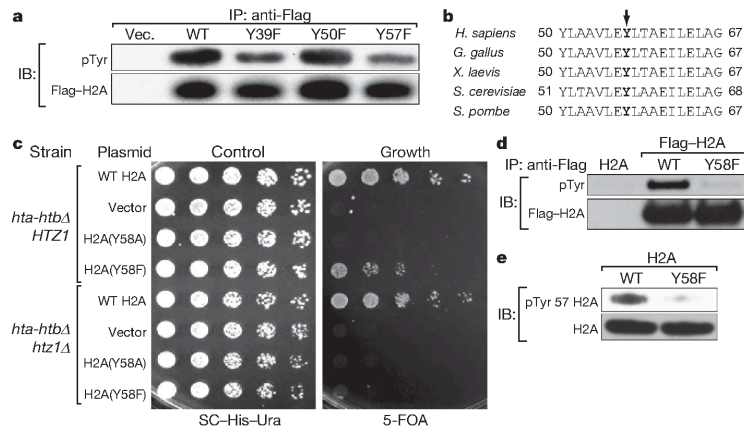 a
IP: anti-Flag
Vec. WT Y39F Y50F Y57F
IB:
pTyr
Flag–H2A
b
H. sapiens 50 YLAAVLEYLTAEILELAG 67
G. gallus 50 YLAAVLEYLTAEILELAG 67
X. laevis 50 YLAAVLEYLTAEILELAG 67
S. cerevisiae 51 YLTAVLEYLAAEILELAG 68
S. pombe 50 YLAAVLEYLAAEILELAG 67
c
Strain Plasmid Control Growth
hta-htbΔ
HTZ1
WT H2A
Vector
H2A(Y58A)
H2A(Y58F)
hta-htbΔ
htz1Δ
WT H2A
Vector
H2A(Y58A)
H2A(Y58F)
SC–His–Ura 5-FOA
d
Flag–H2A
IP: anti-Flag H2A WT Y58F
IB:
pTyr
Flag–H2A
e
H2A
WT Y58F
IB:
pTyr 57 H2A
H2A